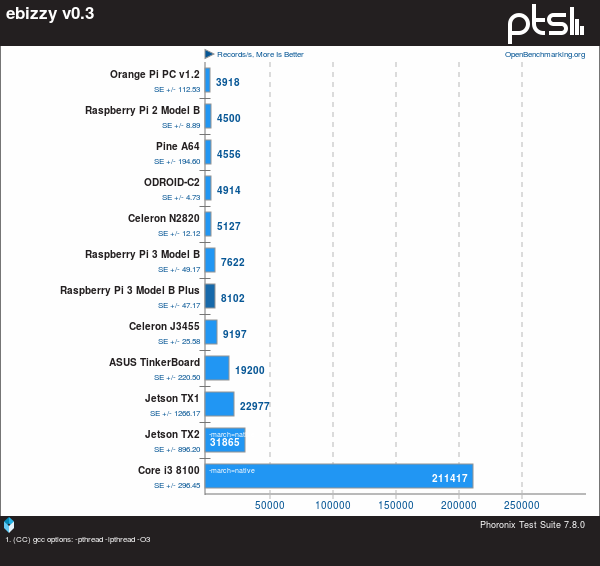 ebizzy v0.3
ptsl
Records/s, More Is Better
OpenBenchmarking.org
Orange Pi PC v1.2
SE +/- 112.53
3918
Raspberry Pi 2 Model B
SE +/- 8.89
4500
Pine A64
SE +/- 194.60
4556
ODROID-C2
SE +/- 4.73
4914
Celeron N2820
SE +/- 12.12
5127
Raspberry Pi 3 Model B
SE +/- 49.17
7622
Raspberry Pi 3 Model B Plus
SE +/- 47.17
8102
Celeron J3455
SE +/- 25.58
9197
ASUS TinkerBoard
SE +/- 220.50
19200
Jetson TX1
SE +/- 1266.17
22977
Jetson TX2
SE +/- 896.20
-march=nati
31865
Core i3 8100
SE +/- 296.45
-march=native
211417
50000 100000 150000 200000 250000
Phoronix Test Suite 7.8.0
1. (CC) gcc options: -pthread -lpthread -O3